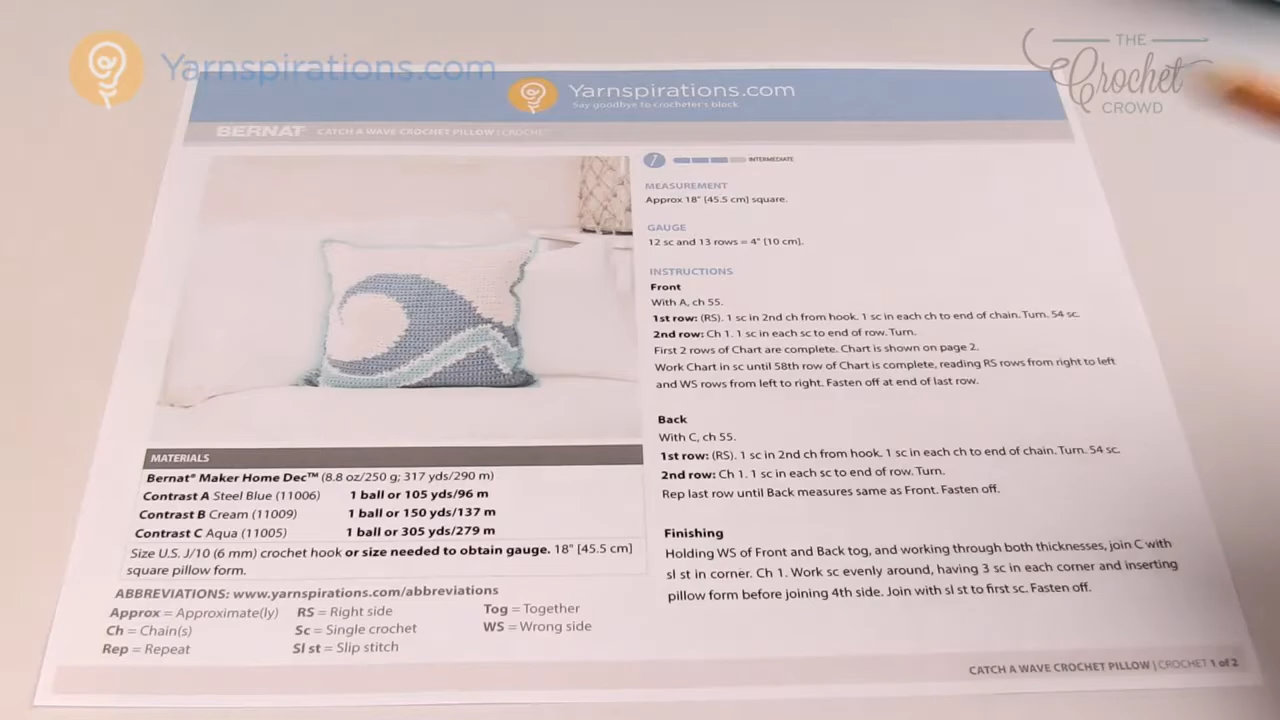 Yarnspirations.com
THE
Crochet
CROWD
Yarnspirations.com
Say goodbye to crocheter's block
BERNAT CATCH A WAVE CROCHET PILLOW | CROCHET
INTERMEDIATE
MEASUREMENT
Approx 18" [45.5 cm] square.
GAUGE
12 sc and 13 rows = 4" [10 cm].
INSTRUCTIONS
Front
With A, ch 55.
1st row: (RS). 1 sc in 2nd ch from hook. 1 sc in each ch to end of chain. Turn. 54 sc.
2nd row: Ch 1. 1 sc in each sc to end of row. Turn.
First 2 rows of Chart are complete. Chart is shown on page 2.
Work Chart in sc until 58th row of Chart is complete, reading RS rows from right to left
and WS rows from left to right. Fasten off at end of last row.
Back
With C, ch 55.
1st row: (RS). 1 sc in 2nd ch from hook. 1 sc in each ch to end of chain. Turn. 54 sc.
2nd row: Ch 1. 1 sc in each sc to end of row. Turn.
Rep last row until Back measures same as Front. Fasten off.
Finishing
Holding WS of Front and Back tog, and working through both thicknesses, join C with
sl st in corner. Ch 1. Work sc evenly around, having 3 sc in each corner and inserting
pillow form before joining 4th side. Join with sl st to first sc. Fasten off.
MATERIALS
Bernat® Maker Home Dec™ (8.8 oz/250 g; 317 yds/290 m)
Contrast A Steel Blue (11006) 1 ball or 105 yds/96 m
Contrast B Cream (11009) 1 ball or 150 yds/137 m
Contrast C Aqua (11005) 1 ball or 305 yds/279 m
Size U.S. J/10 (6 mm) crochet hook or size needed to obtain gauge. 18" [45.5 cm]
square pillow form.
ABBREVIATIONS: www.yarnspirations.com/abbreviations
Approx = Approximate(ly) RS = Right side Tog = Together
Ch = Chain(s) Sc = Single crochet WS = Wrong side
Rep = Repeat Sl st = Slip stitch
CATCH A WAVE CROCHET PILLOW | CROCHET 1 of 2